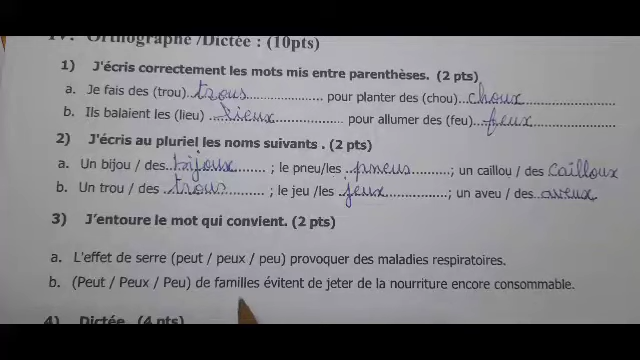 IV. Orthographe /Dictée : (10pts)
1) J'écris correctement les mots mis entre parenthèses. (2 pts)
a. Je fais des (trou)..trous........................ pour planter des (chou)...choux........................
b. Ils balaient les (lieu) ..lieux.................. pour allumer des (feu)....feux........................
2) J'écris au pluriel les noms suivants . (2 pts)
a. Un bijou / des..bijoux.........; le pneu/les ..pneus..........; un caillou / des cailloux
b. Un trou / des ..trous..........; le jeu /les ..jeux...............; un aveu / des aveux
3) J'entoure le mot qui convient. (2 pts)
a. L'effet de serre (peut / peux / peu) provoquer des maladies respiratoires.
b. (Peut / Peux / Peu) de familles évitent de jeter de la nourriture encore consommable.
4) Dictée (4 pts)